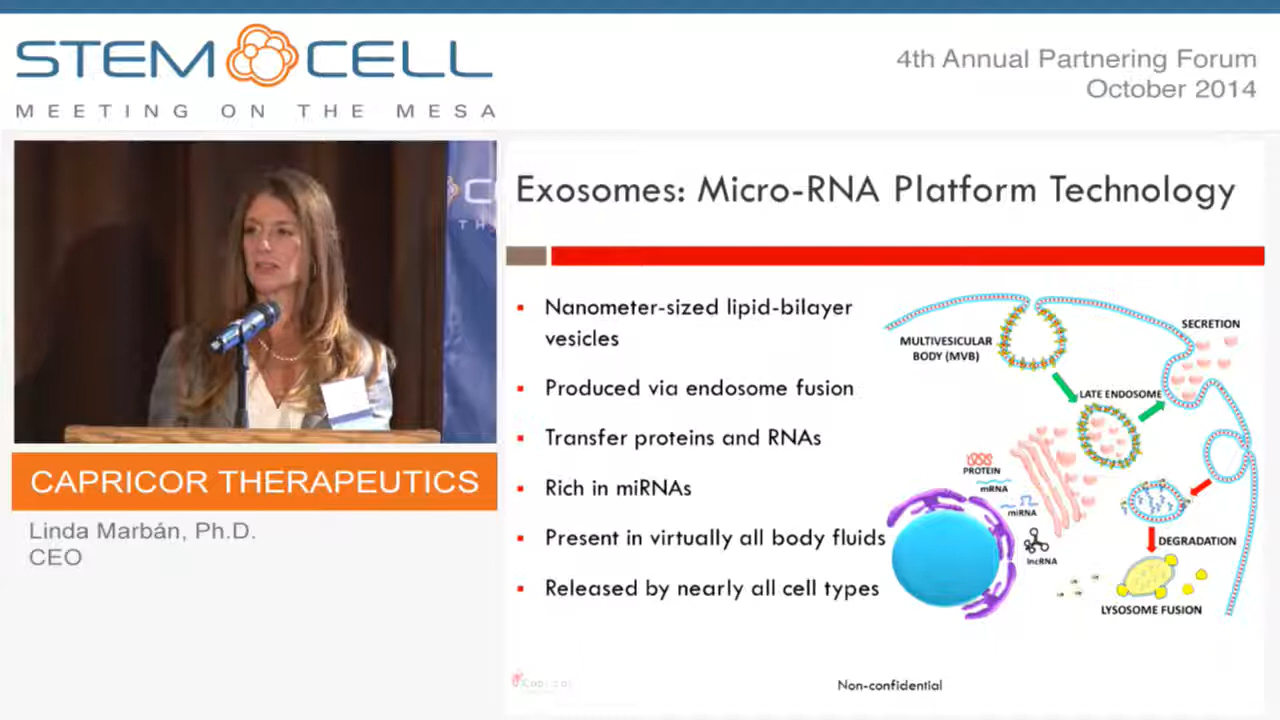 STEM CELL
MEETING ON THE MESA
4th Annual Partnering Forum
October 2014
CAPRICOR THERAPEUTICS
Linda Marbán, Ph.D.
CEO
Exosomes: Micro-RNA Platform Technology
▪ Nanometer-sized lipid-bilayer
vesicles
▪ Produced via endosome fusion
▪ Transfer proteins and RNAs
▪ Rich in miRNAs
▪ Present in virtually all body fluids
▪ Released by nearly all cell types
MULTIVESICULAR
BODY (MVB)
SECRETION
LATE ENDOSOME
PROTEIN
mRNA
miRNA
lncRNA
DEGRADATION
LYSOSOME FUSION
Capricor
Non-confidential